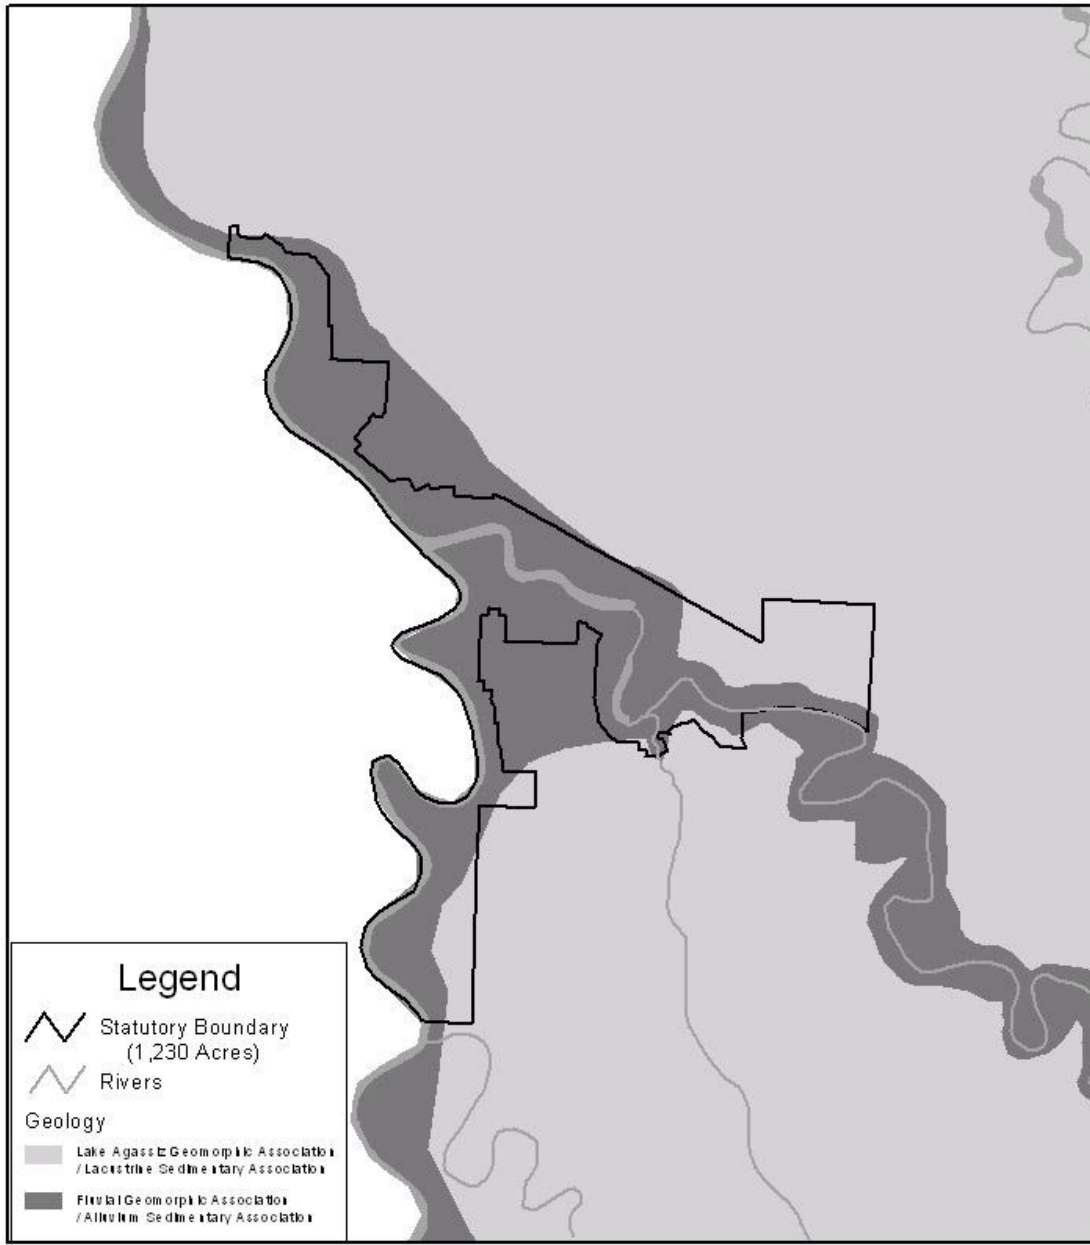 Legend
Statutory Boundary
(1,230 Acres)
Rivers
Geology
Lake Agassiz Geomorphic Association
/ Lacustrine Sedimentary Association
Fluvial Geomorphic Association
/ Alluvium Sedimentary Association